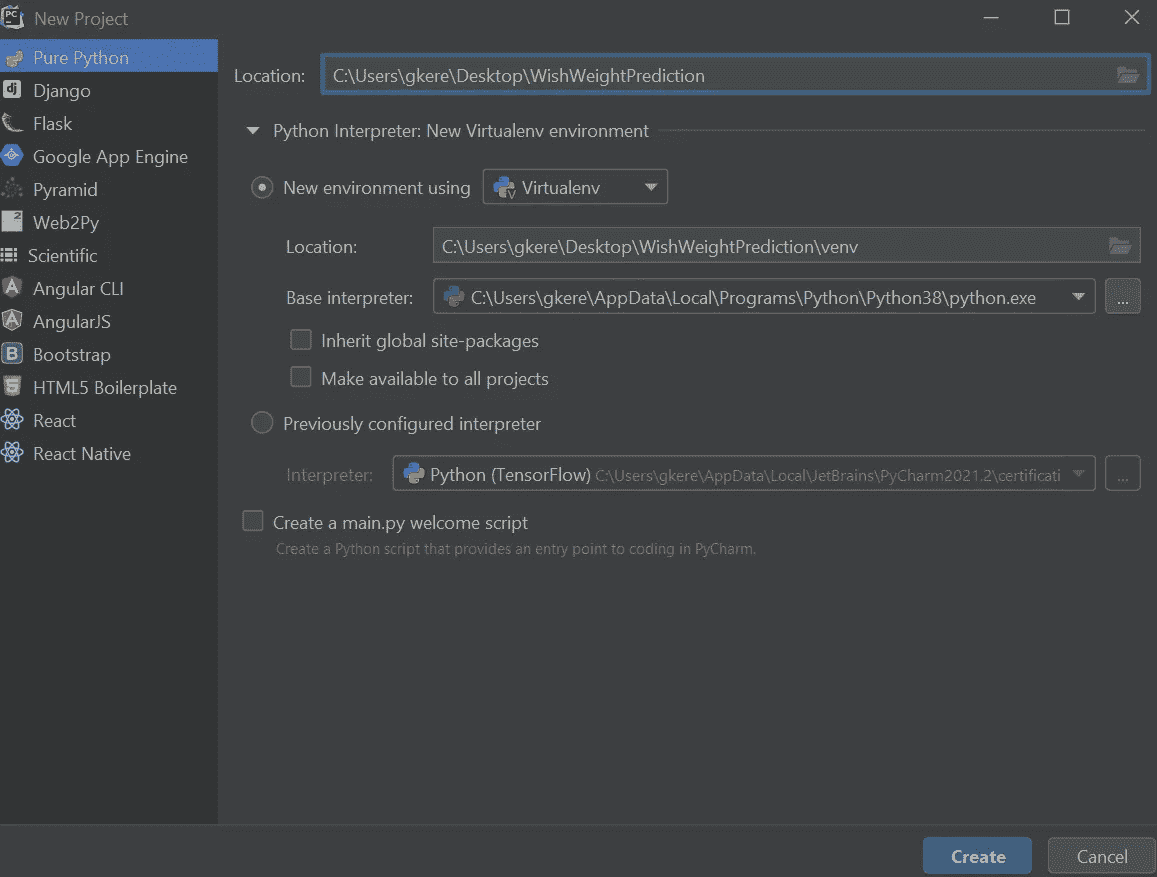 New Project
Pure Python
Django
Flask
Google App Engine
Pyramid
Web2Py
Scientific
Angular CLI
AngularJS
Bootstrap
HTML5 Boilerplate
React
React Native
Location: C:\Users\gkere\Desktop\WishWeightPrediction
Python Interpreter: New Virtualenv environment
New environment using Virtualenv
Location: C:\Users\gkere\Desktop\WishWeightPrediction\venv
Base interpreter: C:\Users\gkere\AppData\Local\Programs\Python\Python38\python.exe ...
Inherit global site-packages
Make available to all projects
Previously configured interpreter
Interpreter: Python (TensorFlow) C:\Users\gkere\AppData\Local\JetBrains\PyCharm2021.2\certificati ...
Create a main.py welcome script
Create a Python script that provides an entry point to coding in PyCharm.
Create Cancel